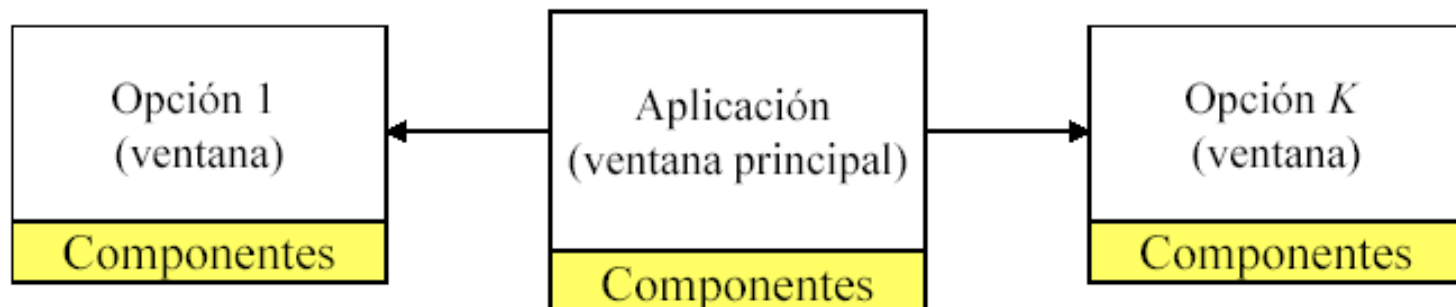 Opción 1
(ventana)
Componentes
Aplicación
(ventana principal)
Componentes
Opción K
(ventana)
Componentes